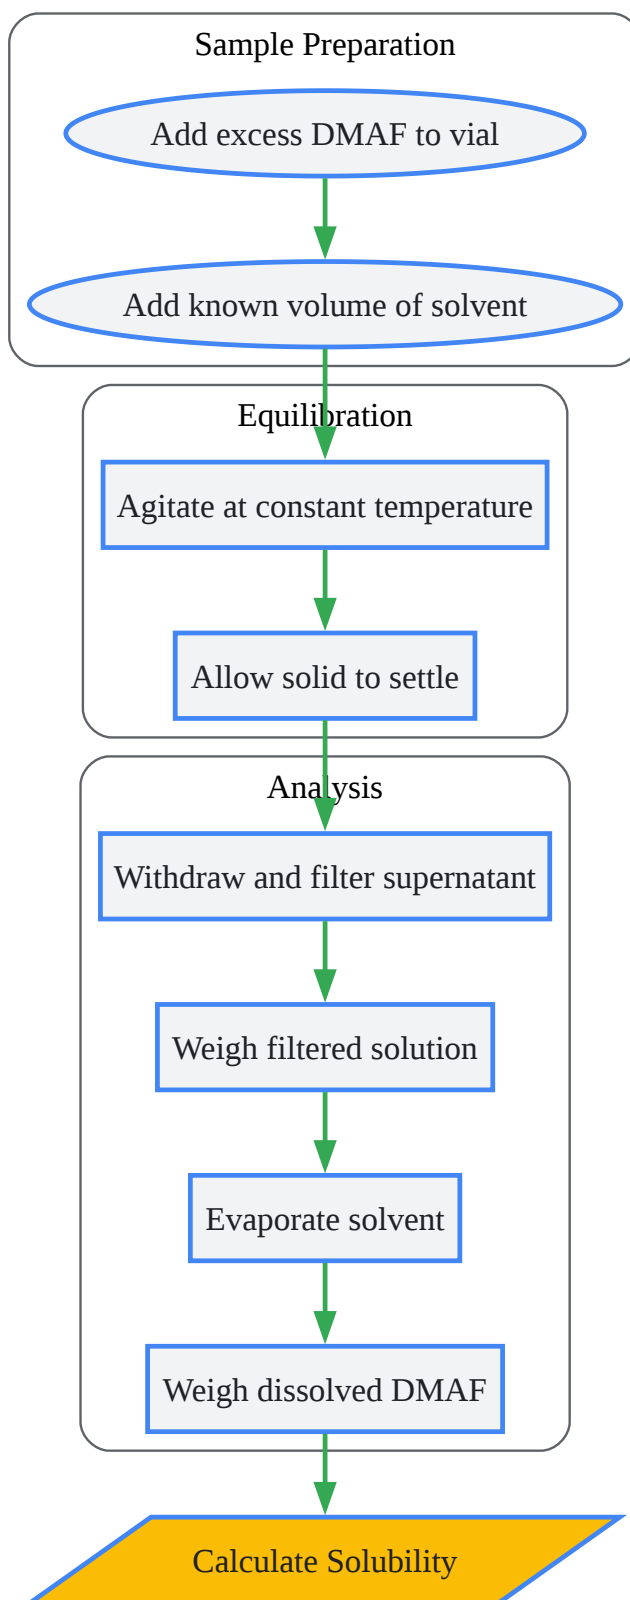 Sample Preparation
Add excess DMAF to vial
Add known volume of solvent
Equilibration
Agitate at constant temperature
Allow solid to settle
Analysis
Withdraw and filter supernatant
Weigh filtered solution
Evaporate solvent
Weigh dissolved DMAF
Calculate Solubility